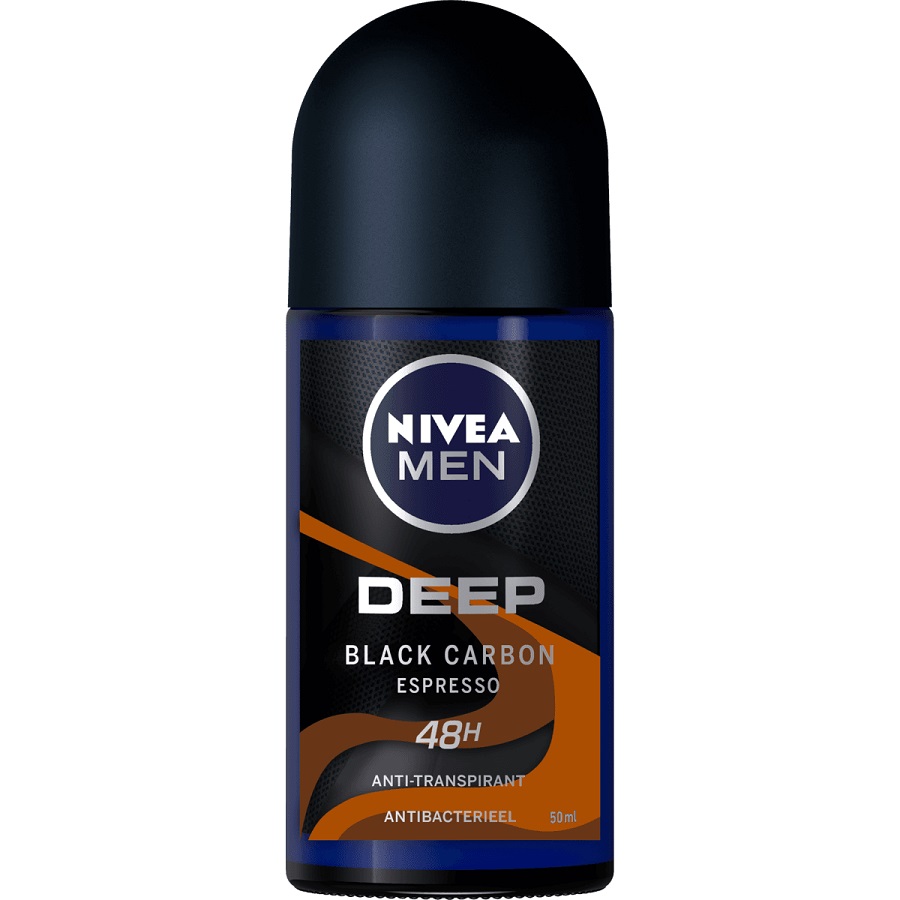 NIVEA
MEN
DEEP
BLACK CARBON
ESPRESSO
48H
ANTI-TRANSPIRANT
ANTIBACTERIEEL 50ml